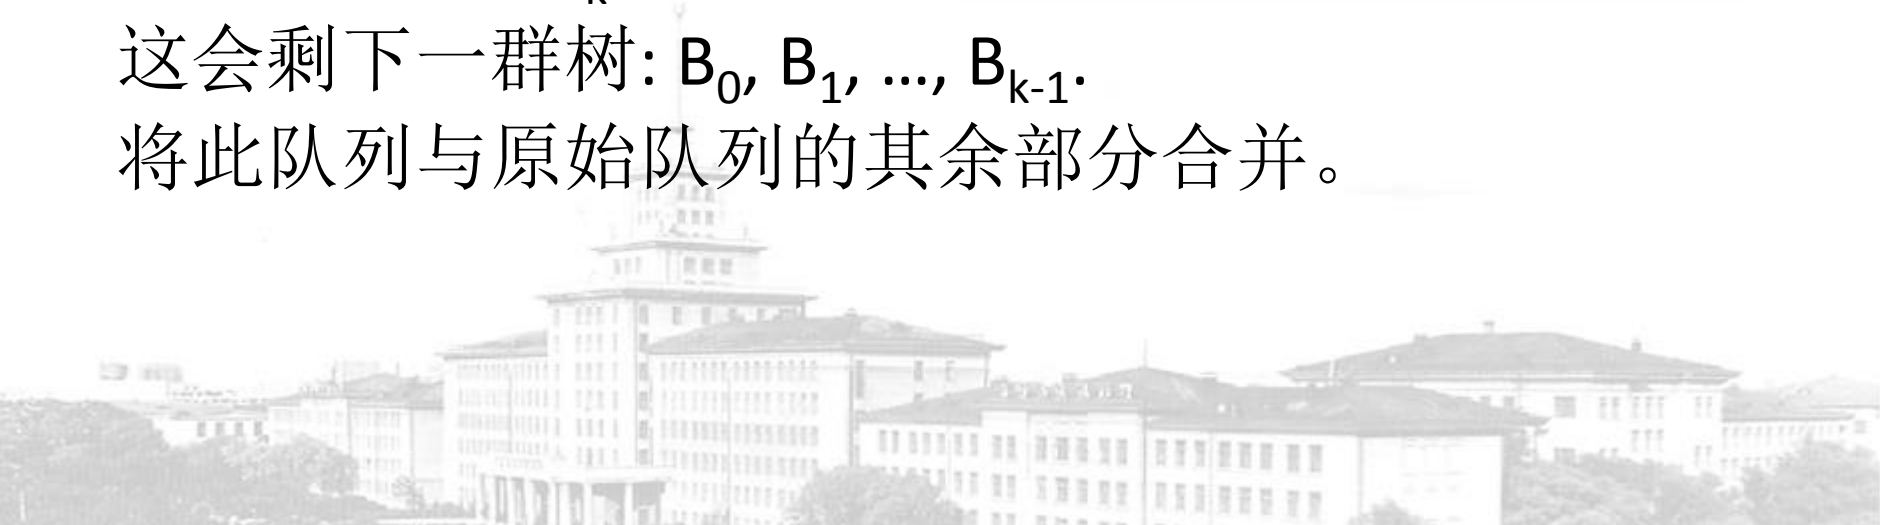 这会剩下一群树: B₀, B₁, …, Bₖ₋₁.
将此队列与原始队列的其余部分合并。